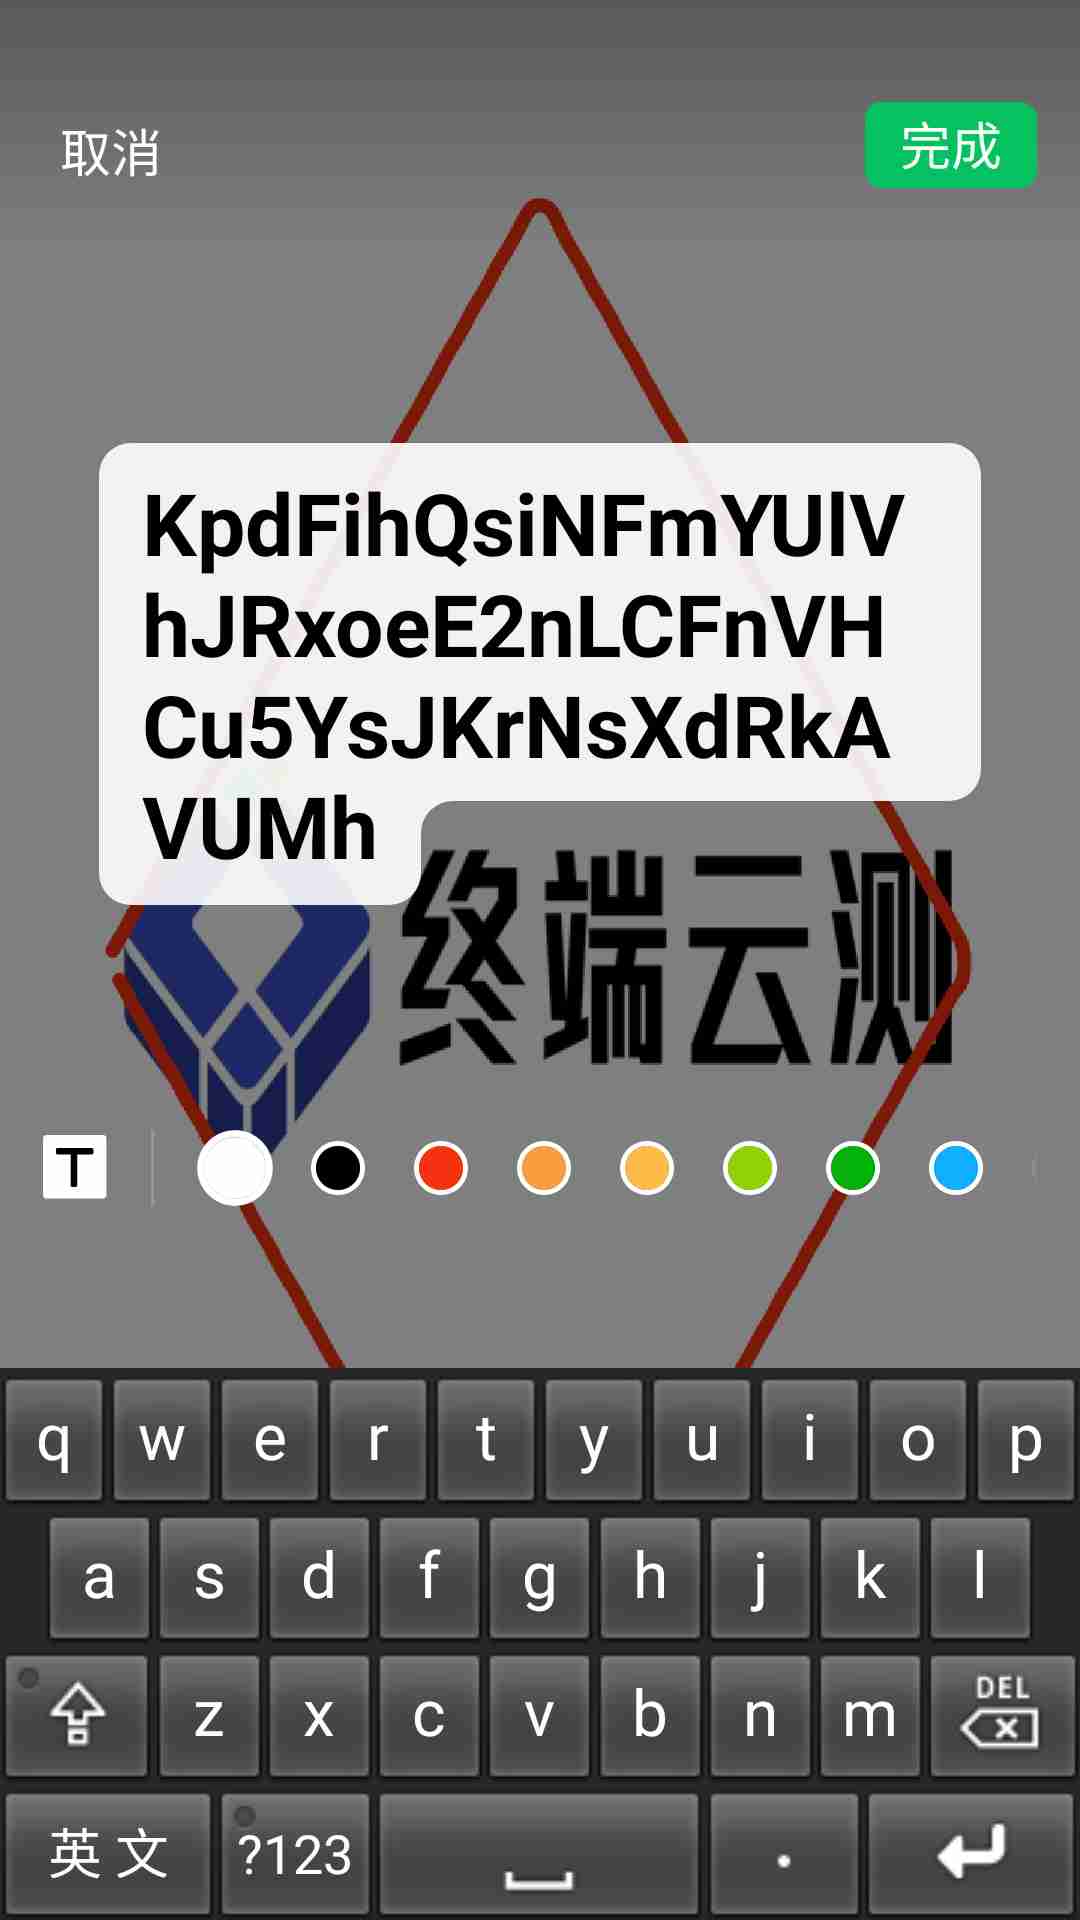 取消
完成
KpdFihQsiNFmYUlV
hJRxoeE2nLCFnVH
Cu5YsJKrNsXdRkA
VUMh
终端云测
T
q w e r t y u i o p
a s d f g h j k l
z x c v b n m DEL
英文 ?123 .